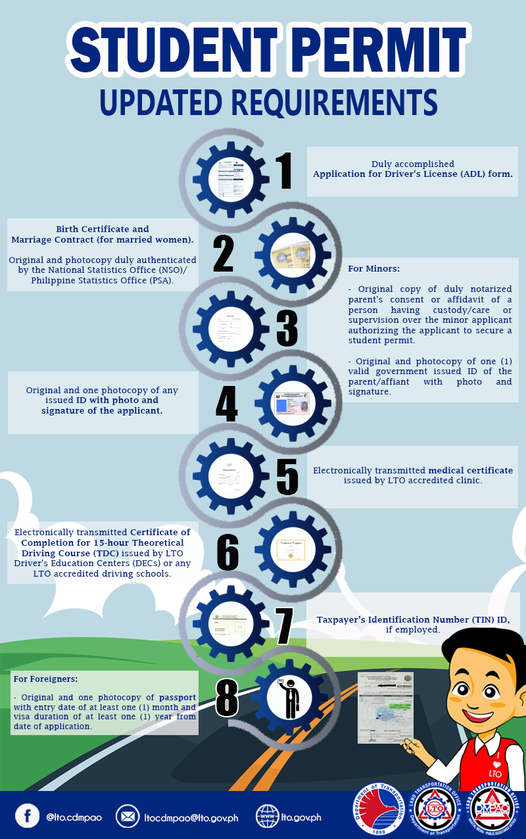 STUDENT PERMIT
UPDATED REQUIREMENTS
1
Duly accomplished
Application for Driver's License (ADL) form.
2
Birth Certificate and
Marriage Contract (for married women).
Original and photocopy duly authenticated
by the National Statistics Office (NSO)/
Philippine Statistics Office (PSA).
3
For Minors:
- Original copy of duly notarized
parent's consent or affidavit of a
person having custody/care or
supervision over the minor applicant
authorizing the applicant to secure a
student permit.
- Original and photocopy of one (1)
valid government issued ID of the
parent/affiant with photo and
signature.
4
Original and one photocopy of any
issued ID with photo and
signature of the applicant.
5
Electronically transmitted medical certificate
issued by LTO accredited clinic.
6
Electronically transmitted Certificate of
Completion for 15-hour Theoretical
Driving Course (TDC) issued by LTO
Driver's Education Centers (DECs) or any
LTO accredited driving schools.
7
Taxpayer's Identification Number (TIN) ID,
if employed.
8
For Foreigners:
- Original and one photocopy of passport
with entry date of at least one (1) month and
visa duration of at least one (1) year from
date of application.
LTO
@lto.cdmpao
ltocdmpao@lto.gov.ph
lto.gov.ph
Department of Transportation
1898
LTO
CDMPAO